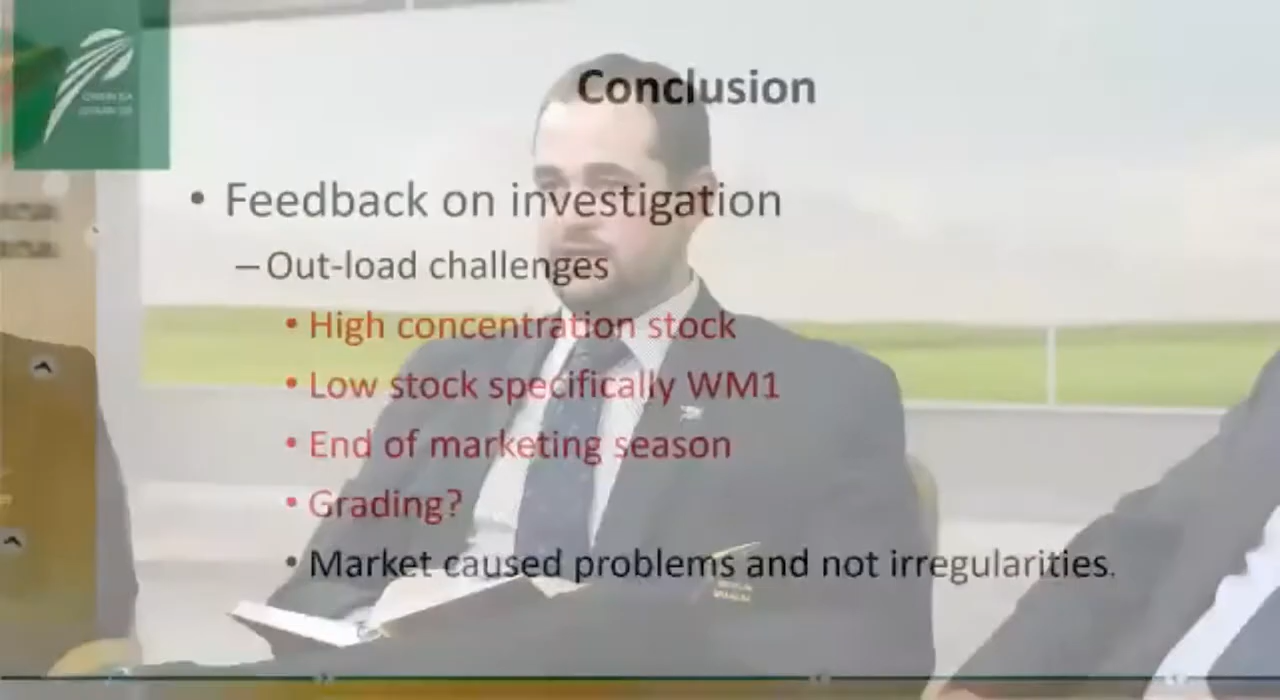 Conclusion
• Feedback on investigation
– Out-load challenges
• High concentration stock
• Low stock specifically WM1
• End of marketing season
• Grading?
• Market caused problems and not irregularities.